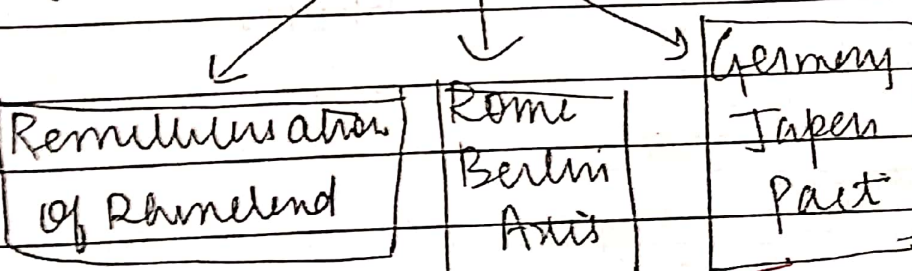 Remilitarisation
of Rhineland
Rome
Berlin
Axis
Germany
Japan
Pact